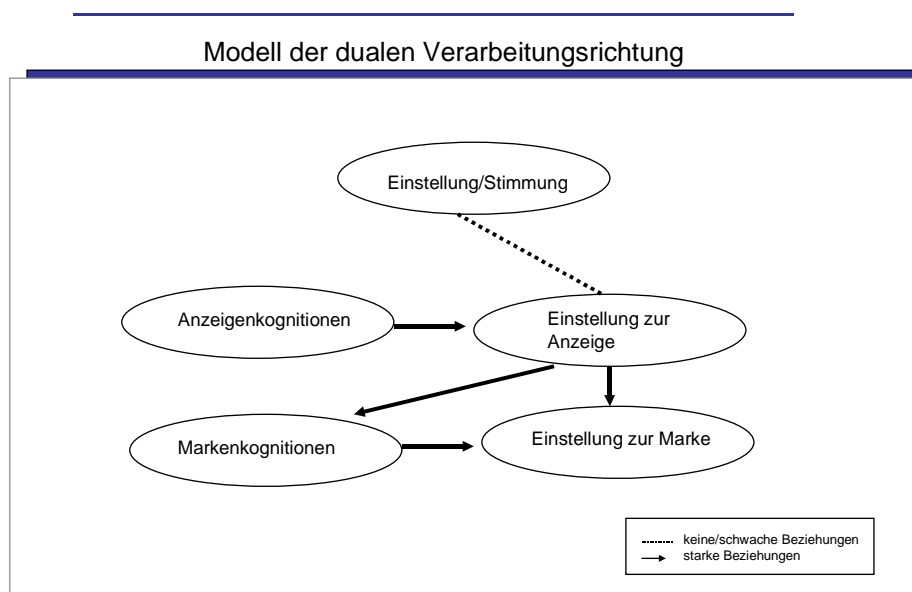 Modell der dualen Verarbeitungsrichtung
Einstellung/Stimmung
Anzeigenkognitionen
Einstellung zur
Anzeige
Markenkognitionen
Einstellung zur Marke
keine/schwache Beziehungen
starke Beziehungen